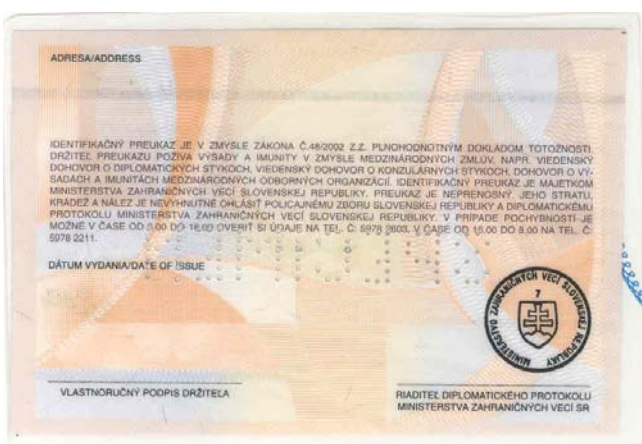 ADRESA/ADDRESS
IDENTIFIKAČNÝ PREUKAZ JE V ZMYSLE ZÁKONA Č.48/2002 Z.Z. PLNOHODNOTNÝM DOKLADOM TOTOŽNOSTI.
DRŽITEĽ PREUKAZU POŽÍVA VÝSADY A IMUNITY V ZMYSLE MEDZINÁRODNÝCH ZMLÚV, NAPR. VIEDENSKÝ
DOHOVOR O DIPLOMATICKÝCH STYKOCH, VIEDENSKÝ DOHOVOR O KONZULÁRNYCH STYKOCH, DOHOVOR O VÝ-
SADÁCH A IMUNITÁCH MEDZINÁRODNÝCH ODBORNÝCH ORGANIZÁCIÍ. IDENTIFIKAČNÝ PREUKAZ JE MAJETKOM
MINISTERSTVA ZAHRANIČNÝCH VECÍ SLOVENSKEJ REPUBLIKY. PREUKAZ JE NEPRENOSNÝ. JEHO STRATU,
KRÁDEŽ A NÁLEZ JE NEVYHNUTNÉ OHLÁSIŤ POLICAJNÉMU ZBORU SLOVENSKEJ REPUBLIKY A DIPLOMATICKÉMU
PROTOKOLU MINISTERSTVA ZAHRANIČNÝCH VECÍ SLOVENSKEJ REPUBLIKY. V PRÍPADE POCHYBNOSTÍ JE
MOŽNÉ V ČASE OD 8.00 DO 16.00 OVERIŤ SI ÚDAJE NA TEL. Č. 5978 3603, V ČASE OD 16.00 DO 8.00 NA TEL. Č.
5978 2211.
DÁTUM VYDANIA/DATE OF ISSUE
MINISTERSTVO ZAHRANIČNÝCH VECÍ SLOVENSKEJ REPUBLIKY
7
VLASTNORUČNÝ PODPIS DRŽITEĽA
RIADITEĽ DIPLOMATICKÉHO PROTOKOLU
MINISTERSTVA ZAHRANIČNÝCH VECÍ SR